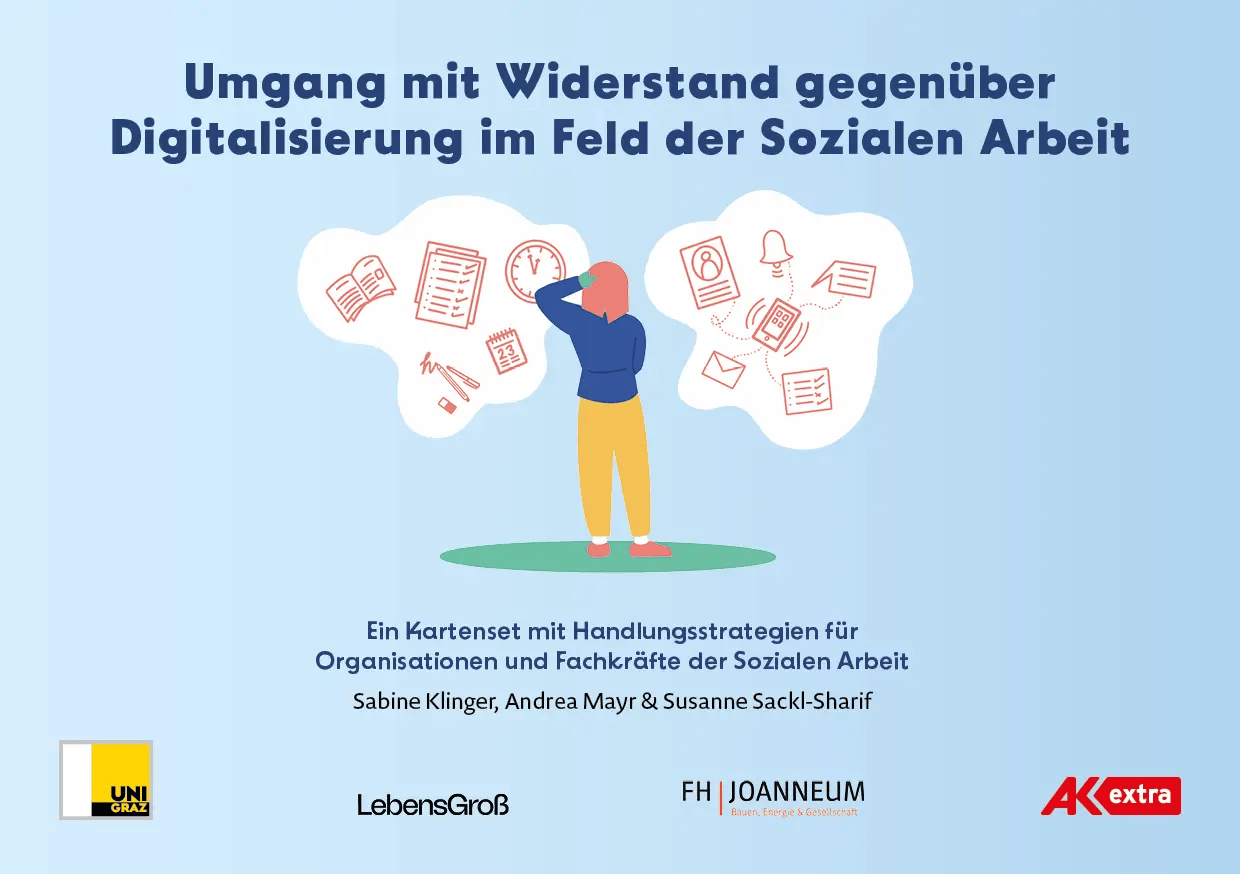 Umgang mit Widerstand gegenüber
Digitalisierung im Feld der Sozialen Arbeit
23
Ein Kartenset mit Handlungsstrategien für
Organisationen und Fachkräfte der Sozialen Arbeit
Sabine Klinger, Andrea Mayr & Susanne Sackl-Sharif
UNI
GRAZ
LebensGroß
FH | JOANNEUM
Bauen, Energie & Gesellschaft
AK extra